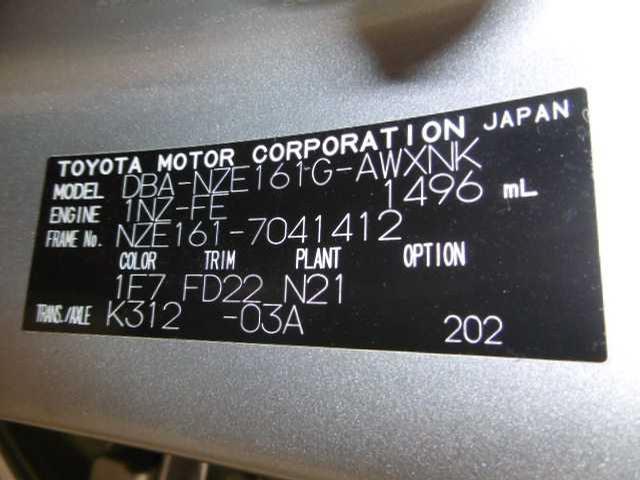 TOYOTA MOTOR CORPORATION JAPAN
MODEL DBA-NZE161G-AWXNK
ENGINE 1NZ-FE 1496 mL
FRAME No. NZE161-7041412
COLOR TRIM PLANT OPTION
1F7 FD22 N21
TRANS./AXLE K312 -03A 202